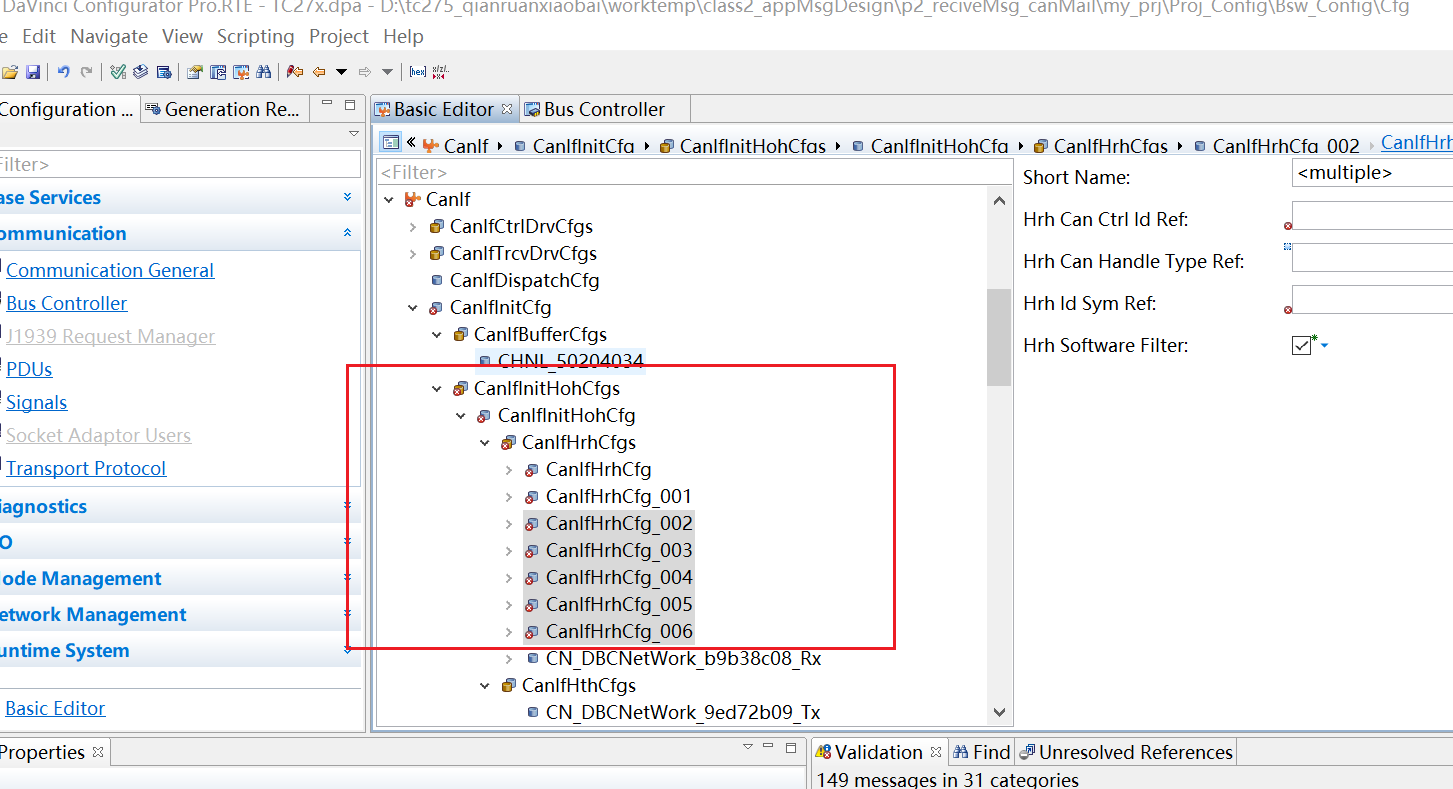 DaVinci Configurator Pro.RTE - TC27x.dpa - D:\tc275_qianruanxiaobai\worktemp\class2_appMsgDesign\p2_reciveMsg_canMail\my_prj\Proj_Config\Bsw_Config\Cfg
e Edit Navigate View Scripting Project Help
Configuration ... Generation Re...
Basic Editor Bus Controller
« CanIf CanIfInitCfg CanIfInitHohCfgs CanIfInitHohCfg CanIfHrhCfgs CanIfHrhCfg_002 CanIfHrh
Filter>
ase Services
ommunication
Communication General
Bus Controller
J1939 Request Manager
PDUs
Signals
Socket Adaptor Users
Transport Protocol
iagnostics
O
ode Management
etwork Management
untime System
Basic Editor
<Filter>
CanIf
CanIfCtrlDrvCfgs
CanIfTrcvDrvCfgs
CanIfDispatchCfg
CanIfInitCfg
CanIfBufferCfgs
CHNL_50204034
CanIfInitHohCfgs
CanIfInitHohCfg
CanIfHrhCfgs
CanIfHrhCfg
CanIfHrhCfg_001
CanIfHrhCfg_002
CanIfHrhCfg_003
CanIfHrhCfg_004
CanIfHrhCfg_005
CanIfHrhCfg_006
CN_DBCNetWork_b9b38c08_Rx
CanIfHthCfgs
CN_DBCNetWork_9ed72b09_Tx
Short Name: <multiple>
Hrh Can Ctrl Id Ref:
Hrh Can Handle Type Ref:
Hrh Id Sym Ref:
Hrh Software Filter:
Properties
Validation Find Unresolved References
149 messages in 31 categories